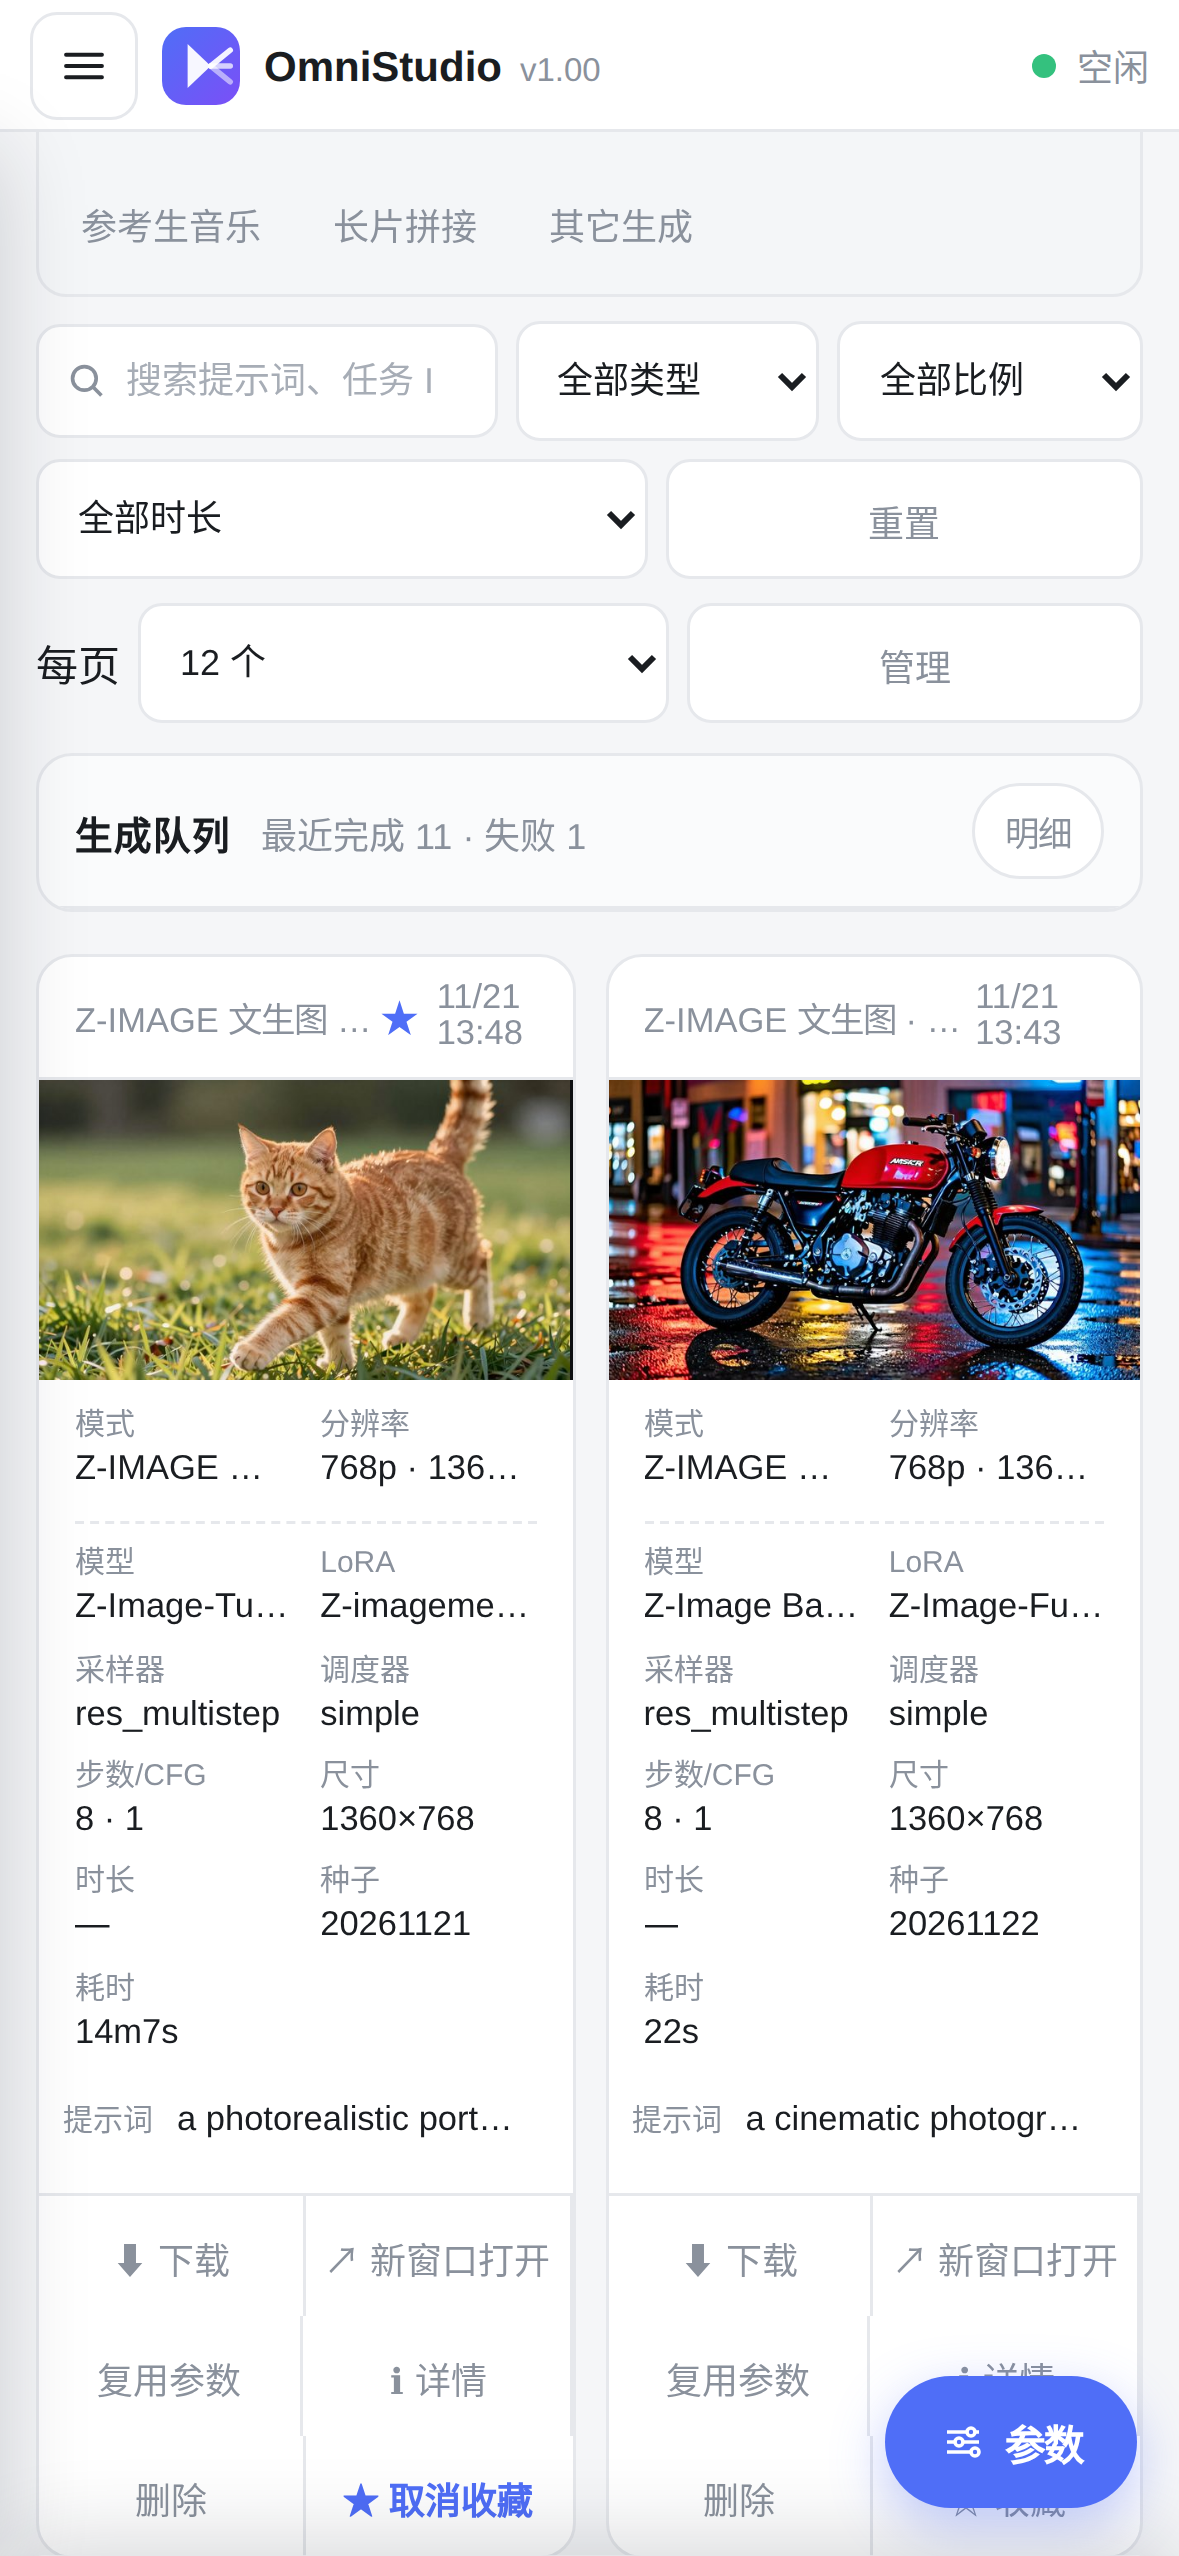 OmniStudio v1.00 空闲
参考生音乐 长片拼接 其它生成
搜索提示词、任务 I 全部类型 全部比例
全部时长 重置
每页 12 个 管理
生成队列 最近完成 11 · 失败 1 明细
Z-IMAGE 文生图 … ★ 11/21 13:48
Z-IMAGE 文生图 · … 11/21 13:43
模式 分辨率
Z-IMAGE … 768p · 136…
模型 LoRA
Z-Image-Tu… Z-imageme…
采样器 调度器
res_multistep simple
步数/CFG 尺寸
8 · 1 1360×768
时长 种子
— 20261121
耗时
14m7s
提示词 a photorealistic port…
⬇ 下载 ↗ 新窗口打开
复用参数 ℹ 详情
删除 ★ 取消收藏
模式 分辨率
Z-IMAGE … 768p · 136…
模型 LoRA
Z-Image Ba… Z-Image-Fu…
采样器 调度器
res_multistep simple
步数/CFG 尺寸
8 · 1 1360×768
时长 种子
— 20261122
耗时
22s
提示词 a cinematic photogr…
⬇ 下载 ↗ 新窗口打开
复用参数 ℹ 详情
删除 ☆ 收藏
参数